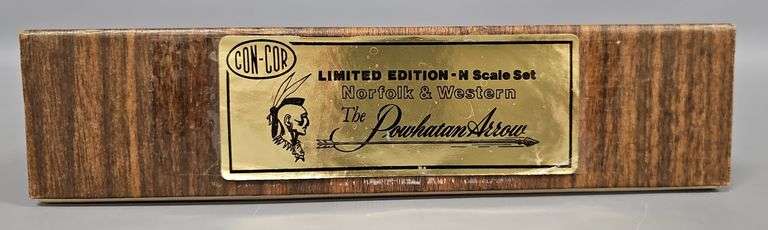 CON-COR
LIMITED EDITION - N Scale Set
Norfolk & Western
The Powhatan Arrow